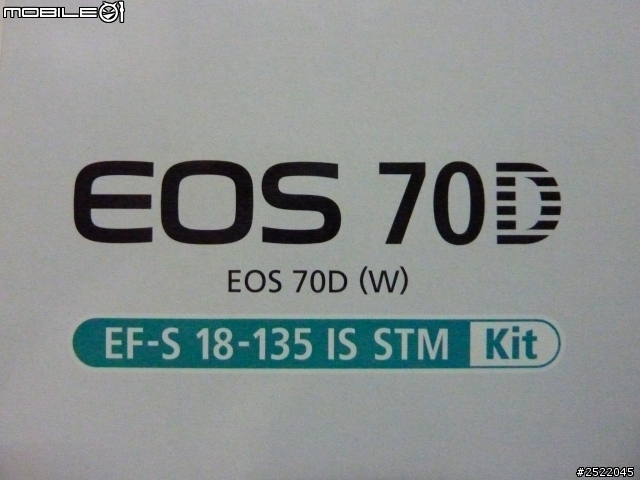 MOBILE01
EOS 70D
EOS 70D (W)
EF-S 18-135 IS STM Kit
#2522045